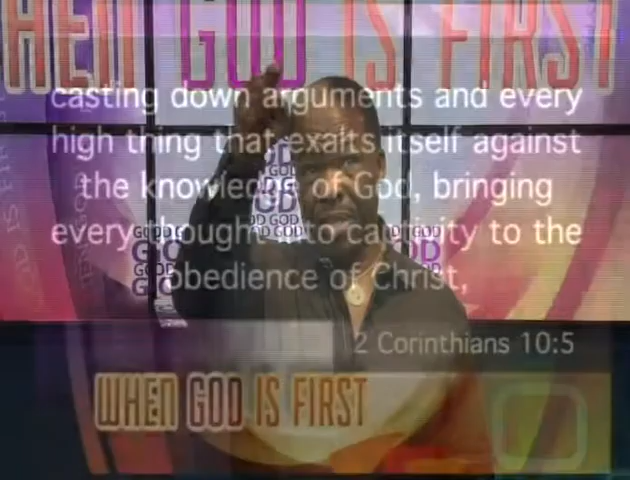 WHEN GOD IS FIRST
casting down arguments and every
high thing that exalts itself against
the knowledge of God, bringing
every thought into captivity to the
obedience of Christ,
2 Corinthians 10:5
WHEN GOD IS FIRST